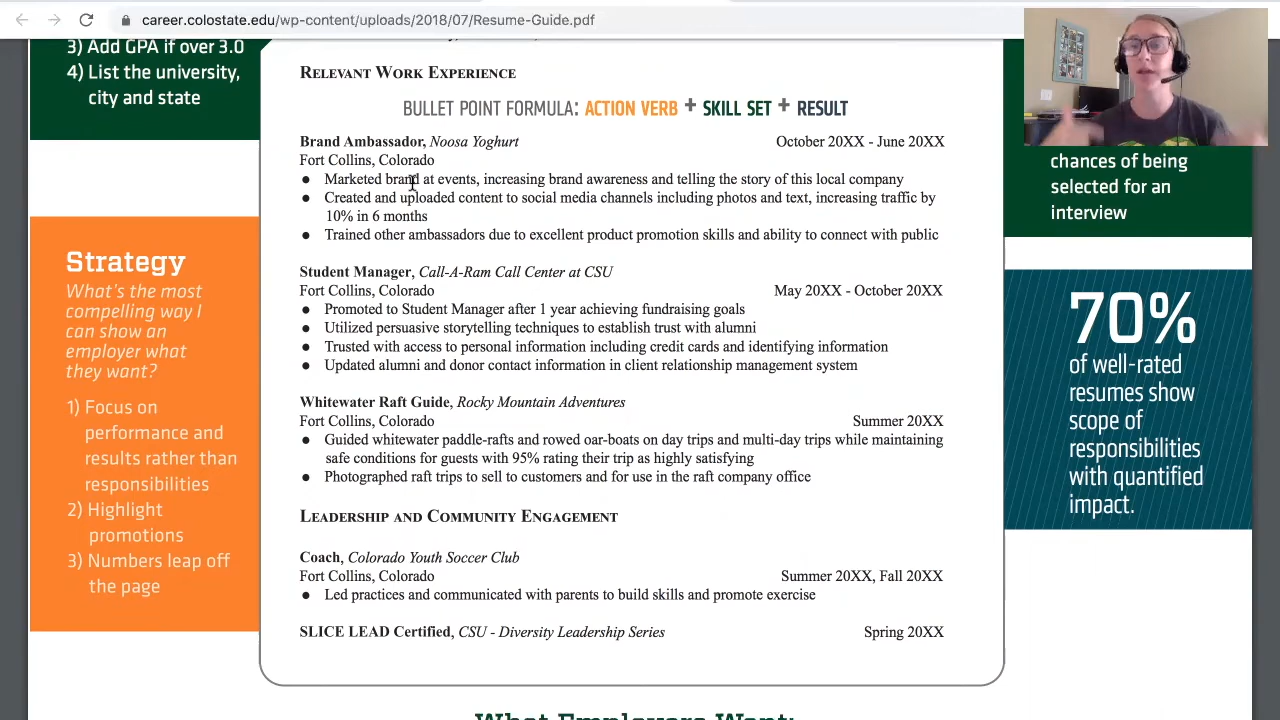 career.colostate.edu/wp-content/uploads/2018/07/Resume-Guide.pdf
3) Add GPA if over 3.0
4) List the university,
city and state
Strategy
What's the most
compelling way I
can show an
employer what
they want?
1) Focus on
performance and
results rather than
responsibilities
2) Highlight
promotions
3) Numbers leap off
the page
RELEVANT WORK EXPERIENCE
BULLET POINT FORMULA: ACTION VERB + SKILL SET + RESULT
Brand Ambassador, Noosa Yoghurt October 20XX - June 20XX
Fort Collins, Colorado
● Marketed brand at events, increasing brand awareness and telling the story of this local company
● Created and uploaded content to social media channels including photos and text, increasing traffic by
10% in 6 months
● Trained other ambassadors due to excellent product promotion skills and ability to connect with public
Student Manager, Call-A-Ram Call Center at CSU
Fort Collins, Colorado May 20XX - October 20XX
● Promoted to Student Manager after 1 year achieving fundraising goals
● Utilized persuasive storytelling techniques to establish trust with alumni
● Trusted with access to personal information including credit cards and identifying information
● Updated alumni and donor contact information in client relationship management system
Whitewater Raft Guide, Rocky Mountain Adventures
Fort Collins, Colorado Summer 20XX
● Guided whitewater paddle-rafts and rowed oar-boats on day trips and multi-day trips while maintaining
safe conditions for guests with 95% rating their trip as highly satisfying
● Photographed raft trips to sell to customers and for use in the raft company office
LEADERSHIP AND COMMUNITY ENGAGEMENT
Coach, Colorado Youth Soccer Club
Fort Collins, Colorado Summer 20XX, Fall 20XX
● Led practices and communicated with parents to build skills and promote exercise
SLICE LEAD Certified, CSU - Diversity Leadership Series Spring 20XX
chances of being
selected for an
interview
70%
of well-rated
resumes show
scope of
responsibilities
with quantified
impact.
What Employers Want: